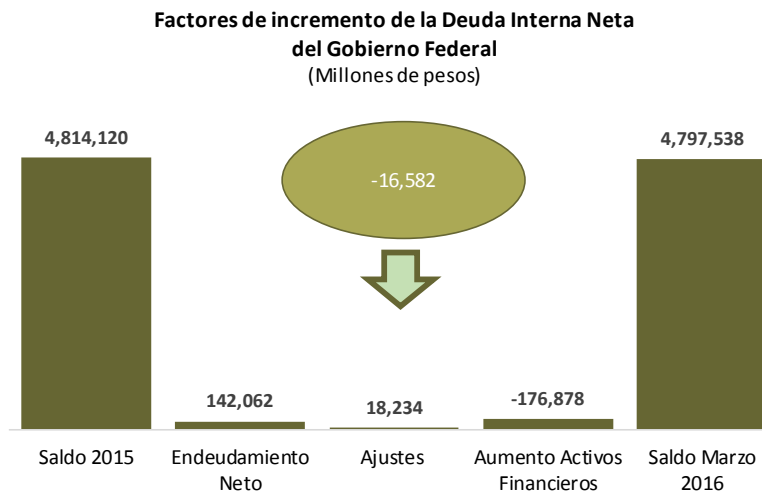 Factores de incremento de la Deuda Interna Neta
del Gobierno Federal
(Millones de pesos)
4,814,120
4,797,538
-16,582
142,062
18,234
-176,878
Saldo 2015
Endeudamiento
Neto
Ajustes
Aumento Activos
Financieros
Saldo Marzo
2016